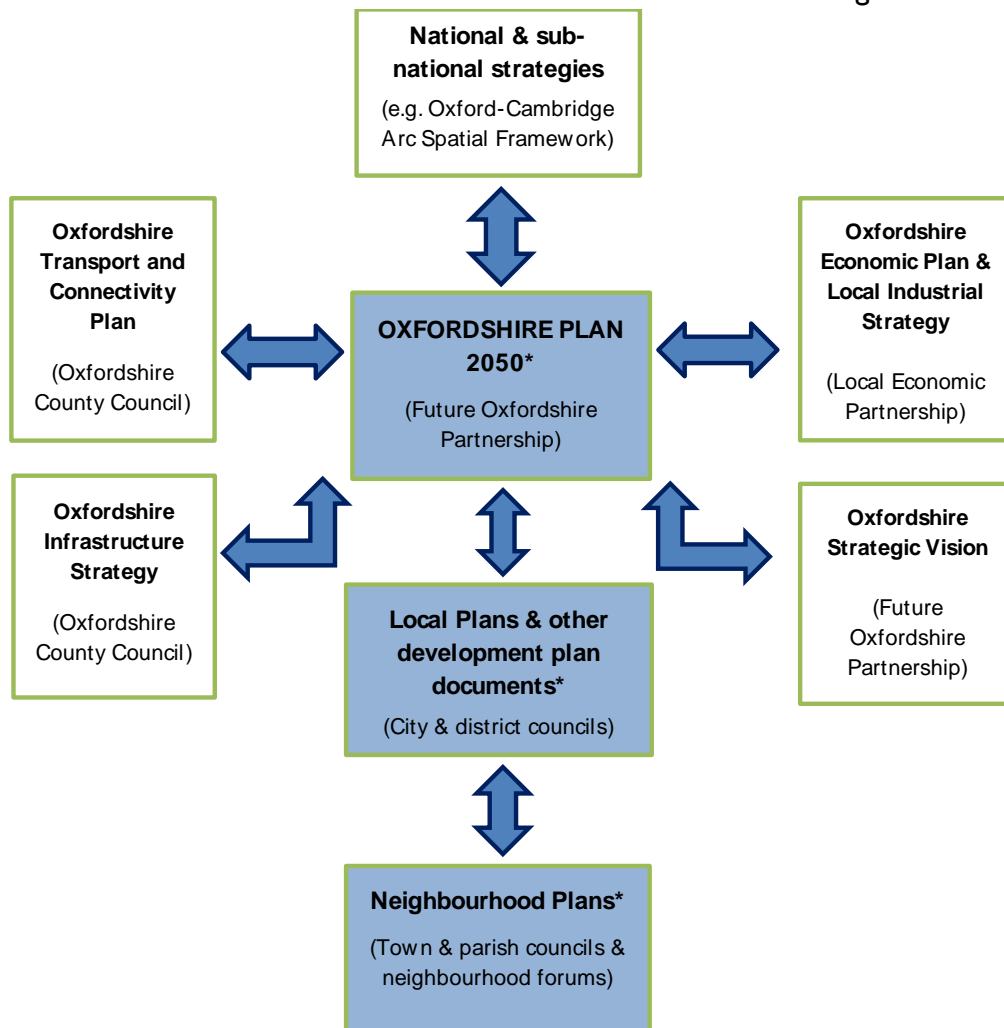 National & sub-
national strategies
(e.g. Oxford-Cambridge
Arc Spatial Framework)
Oxfordshire
Transport and
Connectivity
Plan
(Oxfordshire
County Council)
OXFORDSHIRE PLAN
2050*
(Future Oxfordshire
Partnership)
Oxfordshire
Economic Plan &
Local Industrial
Strategy
(Local Economic
Partnership)
Oxfordshire
Infrastructure
Strategy
(Oxfordshire
County Council)
Local Plans & other
development plan
documents*
(City & district councils)
Oxfordshire
Strategic Vision
(Future
Oxfordshire
Partnership)
Neighbourhood Plans*
(Town & parish councils &
neighbourhood forums)